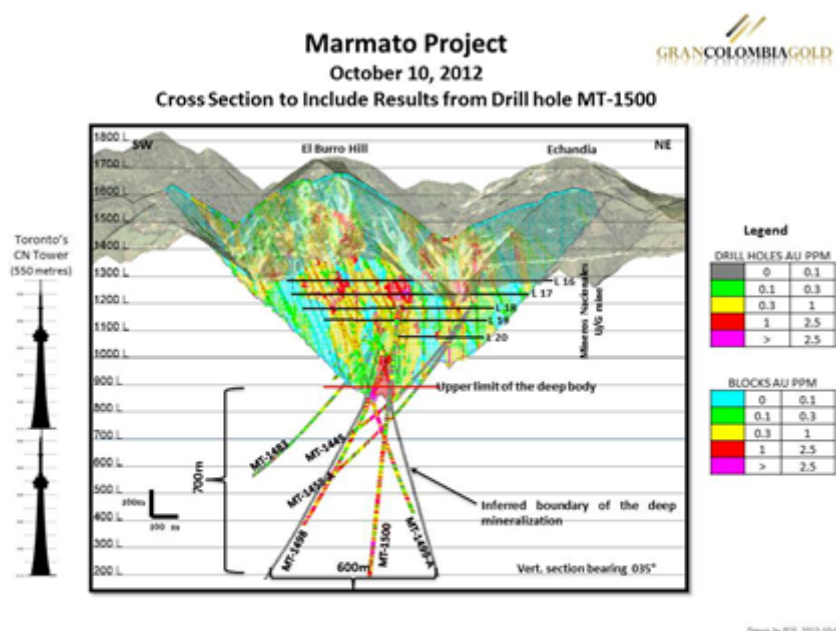 Marmato Project
October 10, 2012
Cross Section to Include Results from Drill hole MT-1500
GRANCOLOMBIAGOLD
1800 L
SW
El Burro Hill
Echandia
NE
1700 L
1600 L
1500 L
1400 L
1300 L
1200 L
1100 L
1000 L
900 L
800 L
700 L
600 L
500 L
400 L
300 L
200 L
L 16
L 17
L 18
L 19
L 20
Mineros Nacionales
U/G mine
Upper limit of the deep body
MT-1483
MT-1445
MT-1498
MT-1500
MT-1499-A
700m
600m
Inferred boundary of the deep
mineralization
Vert. section bearing 035°
Toronto's
CN Tower
(550 metres)
Legend
DRILL HOLES AU PPM
0 0.1
0.1 0.3
0.3 1
1 2.5
> 2.5
BLOCKS AU PPM
0 0.1
0.1 0.3
0.3 1
1 2.5
> 2.5